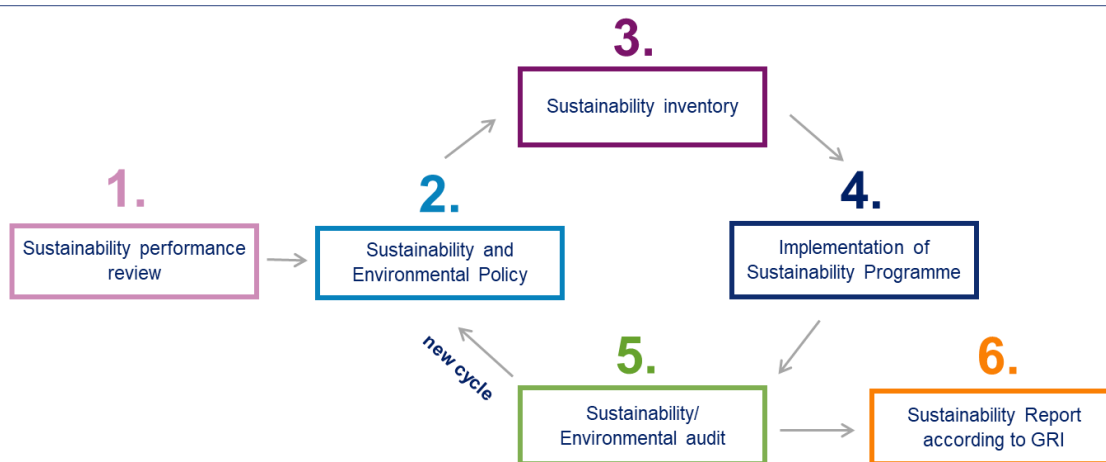 1.
Sustainability performance
review
2.
Sustainability and
Environmental Policy
3.
Sustainability inventory
4.
Implementation of
Sustainability Programme
5.
Sustainability/
Environmental audit
new cycle
6.
Sustainability Report
according to GRI